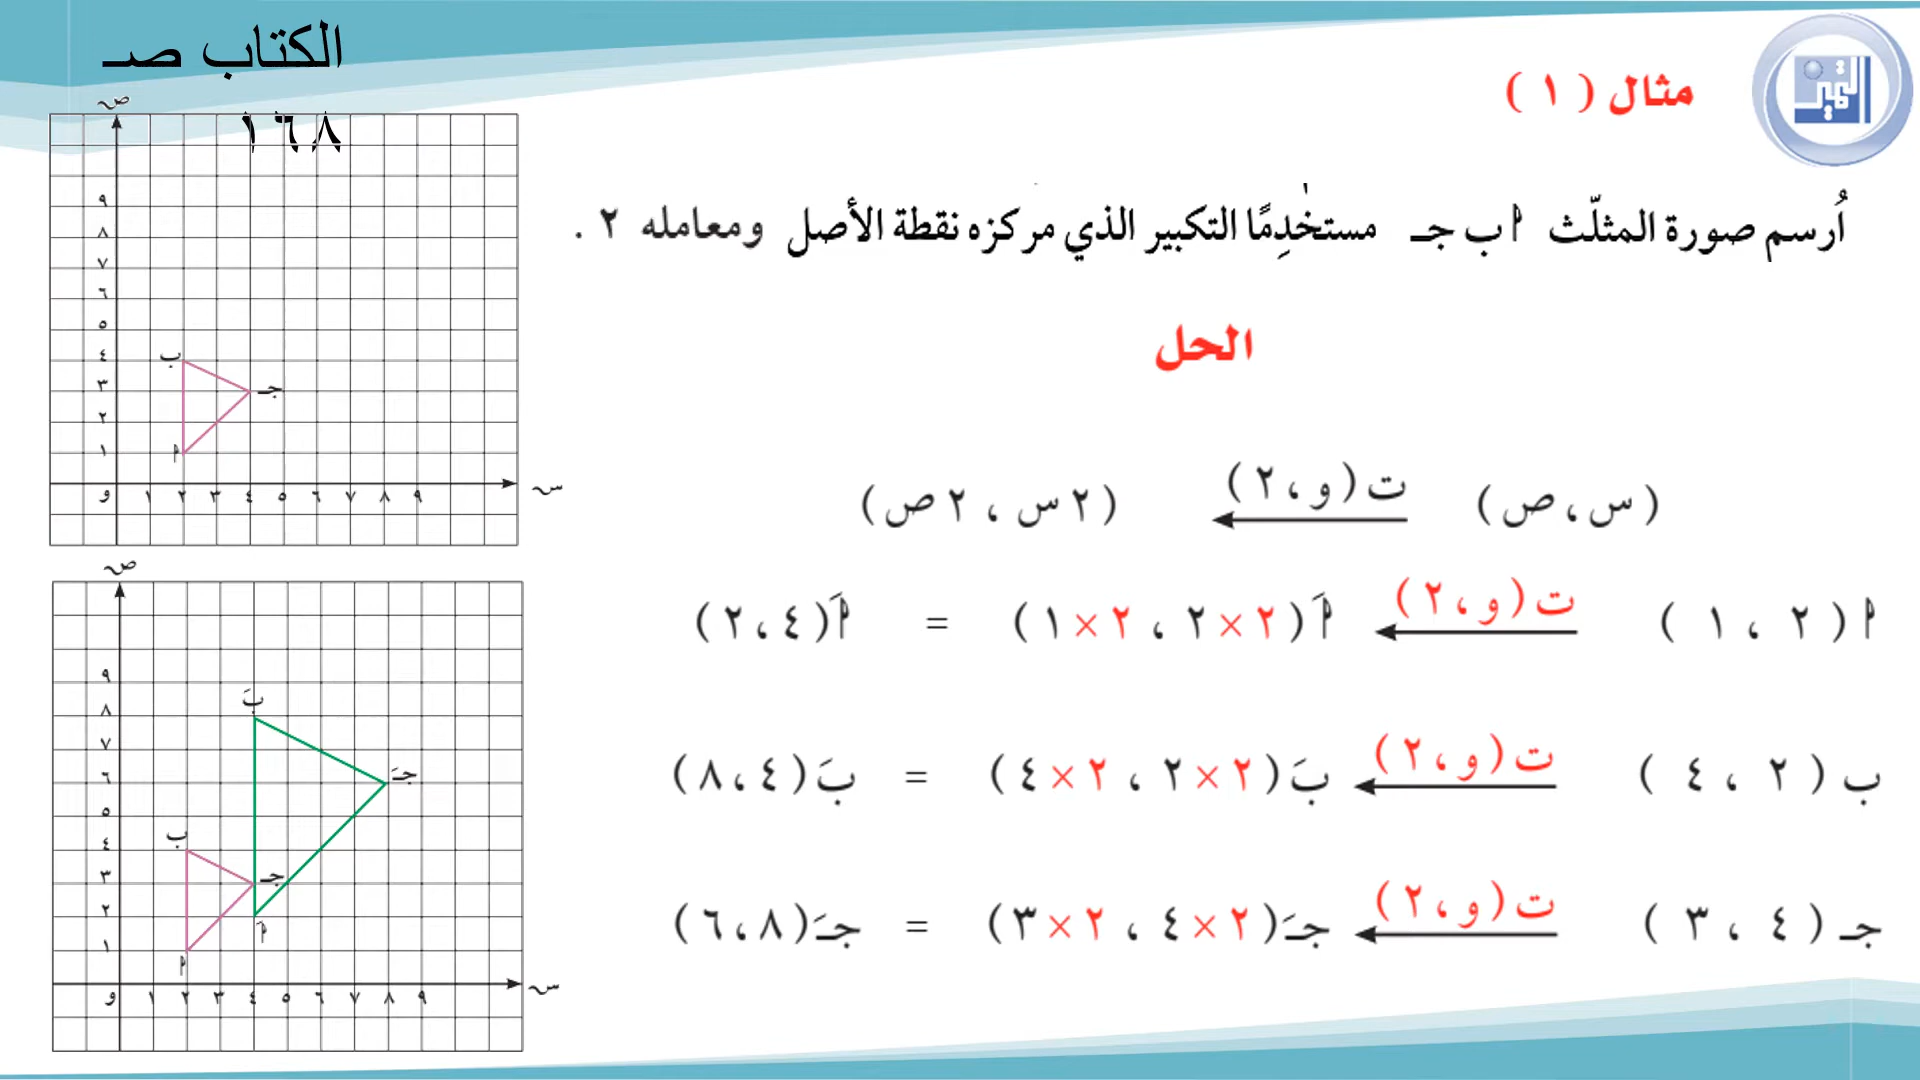 الكتاب صـ
١٦٨
التميز
مثال ( ١ )
أُرسم صورة المثلّث أ ب جـ مستخدِمًا التكبير الذي مركزه نقطة الأصل ومعامله ٢ .
الحل
( س ، ص ) ت ( و ، ٢ ) ( ٢ س ، ٢ ص )
أ ( ٢ ، ١ ) ت ( و ، ٢ ) أَ ( ٢ × ٢ ، ٢ × ١ ) = أَ ( ٤ ، ٢ )
ب ( ٢ ، ٤ ) ت ( و ، ٢ ) بَ ( ٢ × ٢ ، ٢ × ٤ ) = بَ ( ٤ ، ٨ )
جـ ( ٤ ، ٣ ) ت ( و ، ٢ ) جـَ ( ٢ × ٤ ، ٢ × ٣ ) = جـَ ( ٨ ، ٦ )
ص
٩
٨
٧
٦
٥
٤
٣
٢
١
ب
جـ
أ
و ١ ٢ ٣ ٤ ٥ ٦ ٧ ٨ ٩ س
ص
٩
٨
٧
٦
٥
٤
٣
٢
١
بَ
جـَ
ب
جـ
أَ
أ
و ١ ٢ ٣ ٤ ٥ ٦ ٧ ٨ ٩ س